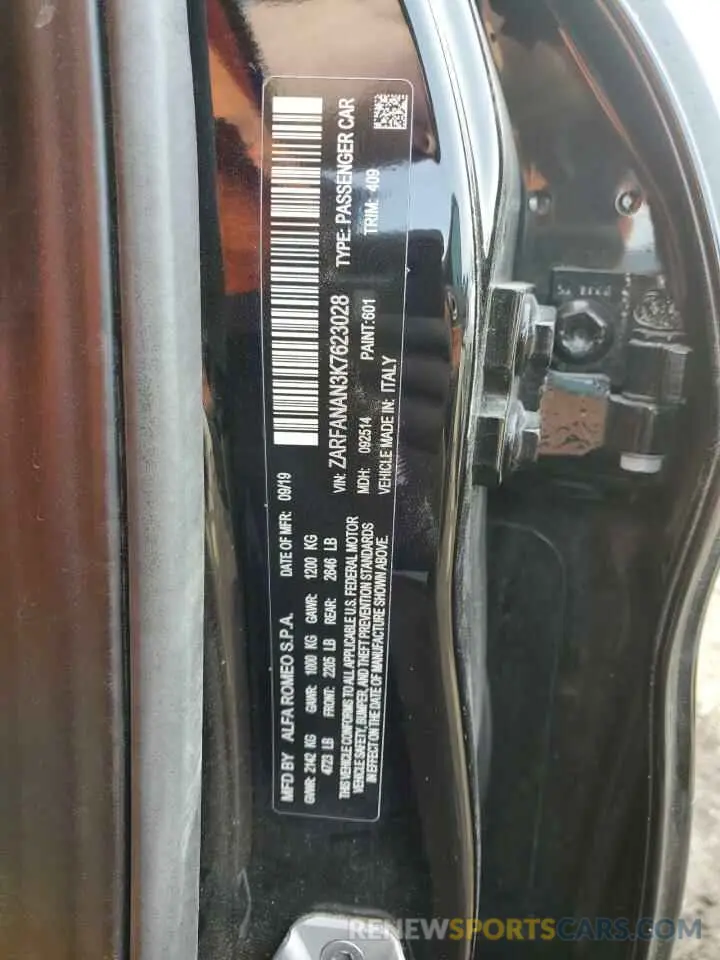 MFD BY ALFA ROMEO S.P.A. DATE OF MFR: 09/19
GVWR: 2142 KG GAWR: 1000 KG GAWR: 1200 KG
4723 LB FRONT: 2205 LB REAR: 2646 LB
THIS VEHICLE CONFORMS TO ALL APPLICABLE U.S. FEDERAL MOTOR
VEHICLE SAFETY, BUMPER, AND THEFT PREVENTION STANDARDS
IN EFFECT ON THE DATE OF MANUFACTURE SHOWN ABOVE.
VIN: ZARFANAN3K7623028 TYPE: PASSENGER CAR
MDH: 092514 PAINT:601 TRIM: 409
VEHICLE MADE IN: ITALY
RENEWSPORTSCARS.COM